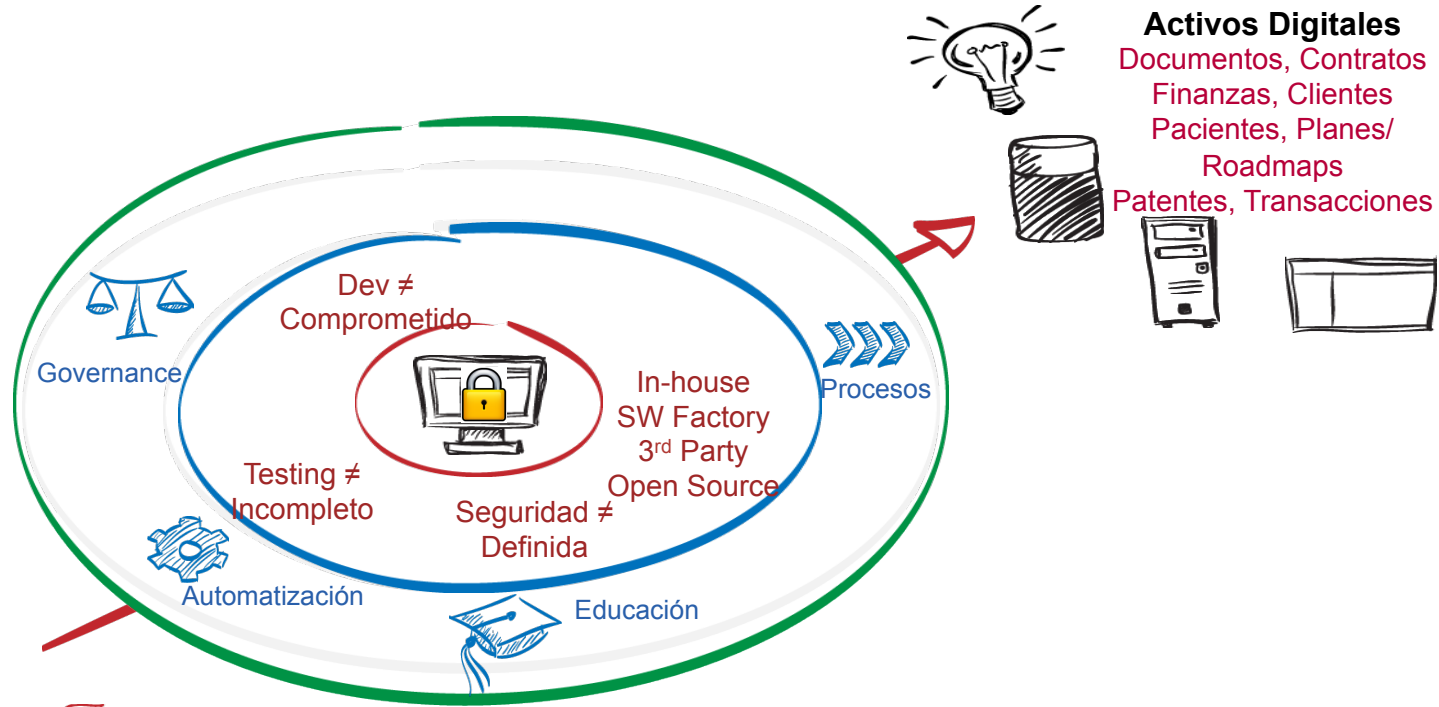 Activos Digitales
Documentos, Contratos
Finanzas, Clientes
Pacientes, Planes/
Roadmaps
Patentes, Transacciones
Dev ≠
Comprometido
Governance
In-house
SW Factory
3rd Party
Open Source
Procesos
Testing ≠
Incompleto
Seguridad ≠
Definida
Automatización
Educación